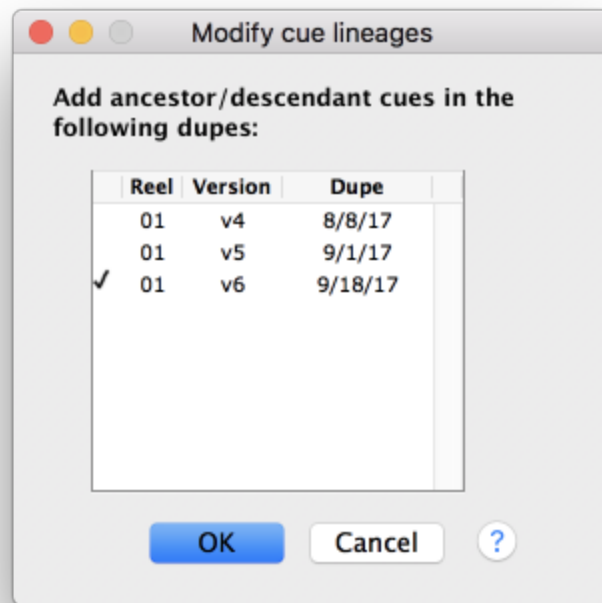 Modify cue lineages
Add ancestor/descendant cues in the
following dupes:
Reel Version Dupe
01 v4 8/8/17
01 v5 9/1/17
✓ 01 v6 9/18/17
OK Cancel ?